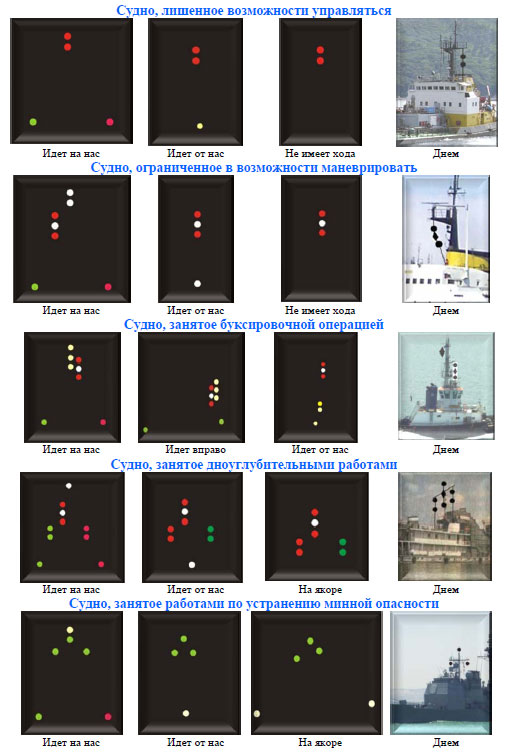 Судно, лишенное возможности управляться
Идет на нас Идет от нас Не имеет хода Днем
Судно, ограниченное в возможности маневрировать
Идет на нас Идет от нас Не имеет хода Днем
Судно, занятое буксировочной операцией
Идет на нас Идет вправо Идет от нас Днем
Судно, занятое дноуглубительными работами
Идет на нас Идет от нас На якоре Днем
Судно, занятое работами по устранению минной опасности
Идет на нас Идет от нас На якоре Днем